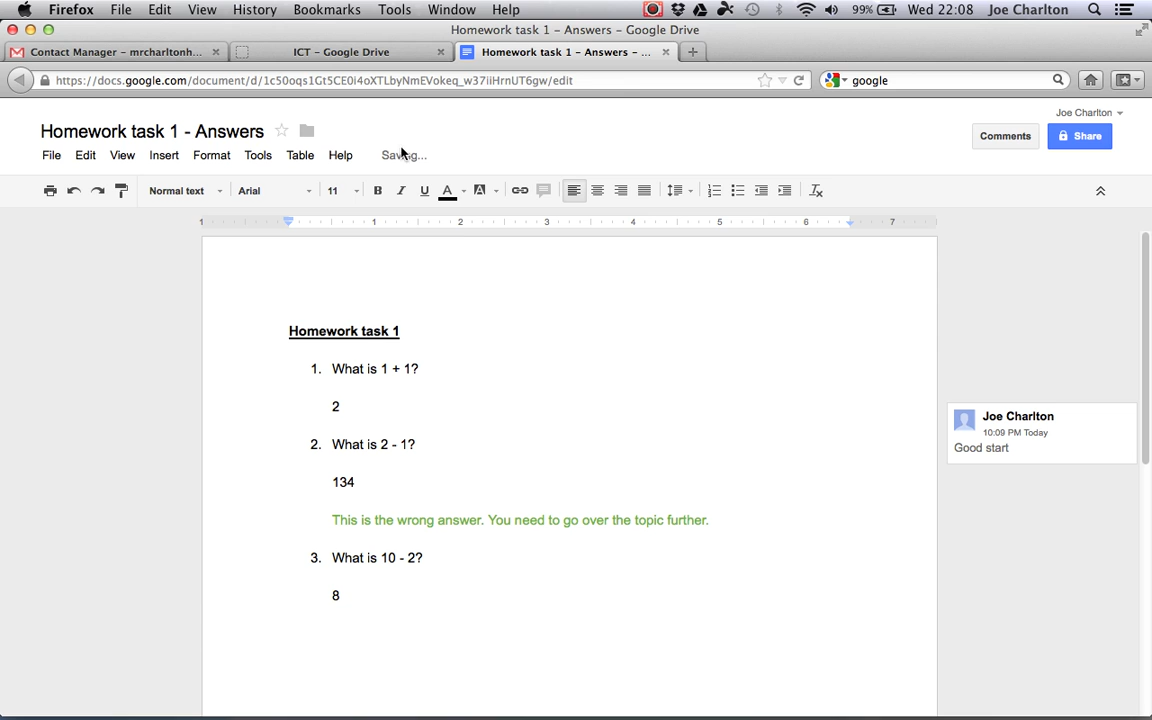 Firefox File Edit View History Bookmarks Tools Window Help 99% Wed 22:08 Joe Charlton
Homework task 1 – Answers – Google Drive
Contact Manager – mrcharltonh... ICT – Google Drive Homework task 1 – Answers – ...
https://docs.google.com/document/d/1c50oqs1Gt5CE0i4oXTLbyNmEVokeq_w37iiHrnUT6gw/edit google
Joe Charlton
Homework task 1 - Answers
Comments Share
File Edit View Insert Format Tools Table Help Saving...
Normal text Arial 11 B I U A A
1 1 2 3 4 5 6 7
Homework task 1
1. What is 1 + 1?
2
2. What is 2 - 1?
134
This is the wrong answer. You need to go over the topic further.
3. What is 10 - 2?
8
Joe Charlton
10:09 PM Today
Good start